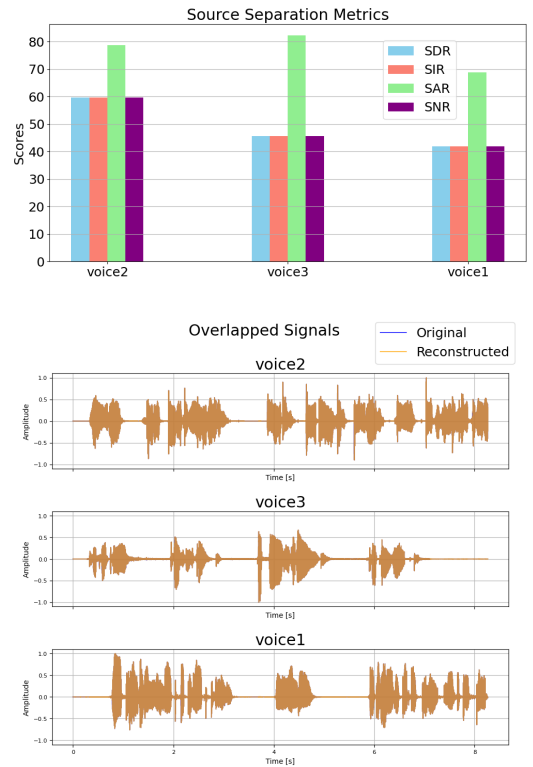 Source Separation Metrics
Scores
80
70
60
50
40
30
20
10
0
SDR
SIR
SAR
SNR
voice2 voice3 voice1
Overlapped Signals
Original
Reconstructed
voice2
Amplitude
1.0
0.5
0.0
−0.5
−1.0
Time [s]
voice3
Amplitude
1.0
0.5
0.0
−0.5
−1.0
Time [s]
voice1
Amplitude
1.0
0.5
0.0
−0.5
−1.0
0 2 4 6 8
Time [s]